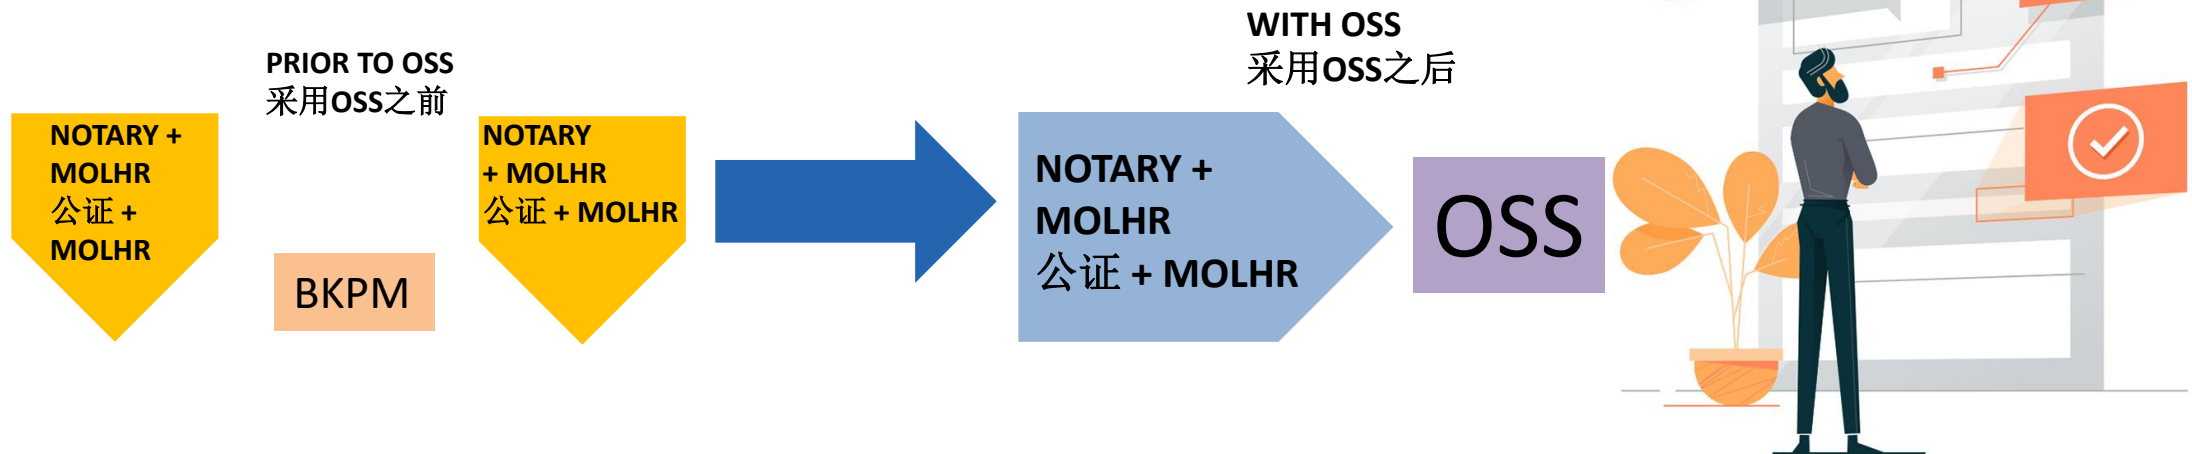 PRIOR TO OSS
采用OSS之前
NOTARY +
MOLHR
公证 +
MOLHR
BKPM
NOTARY
+ MOLHR
公证 + MOLHR
WITH OSS
采用OSS之后
NOTARY +
MOLHR
公证 + MOLHR
OSS